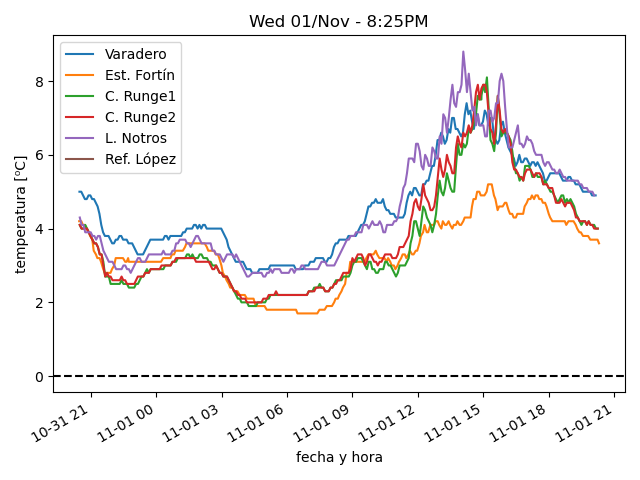 Wed 01/Nov - 8:25PM
Varadero
Est. Fortín
C. Runge1
C. Runge2
L. Notros
Ref. López
temperatura [ºC]
8
6
4
2
0
10-31 21
11-01 00
11-01 03
11-01 06
11-01 09
11-01 12
11-01 15
11-01 18
11-01 21
fecha y hora